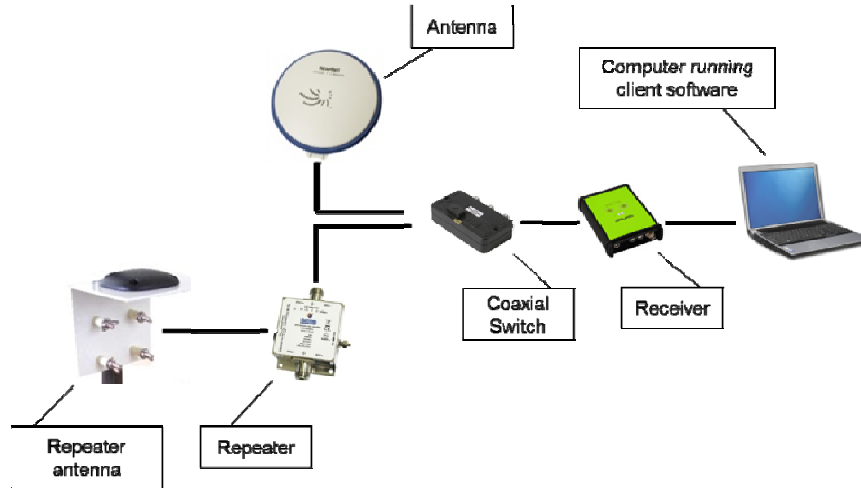 Antenna
Computer running
client software
Coaxial
Switch
Receiver
Repeater
Repeater
antenna